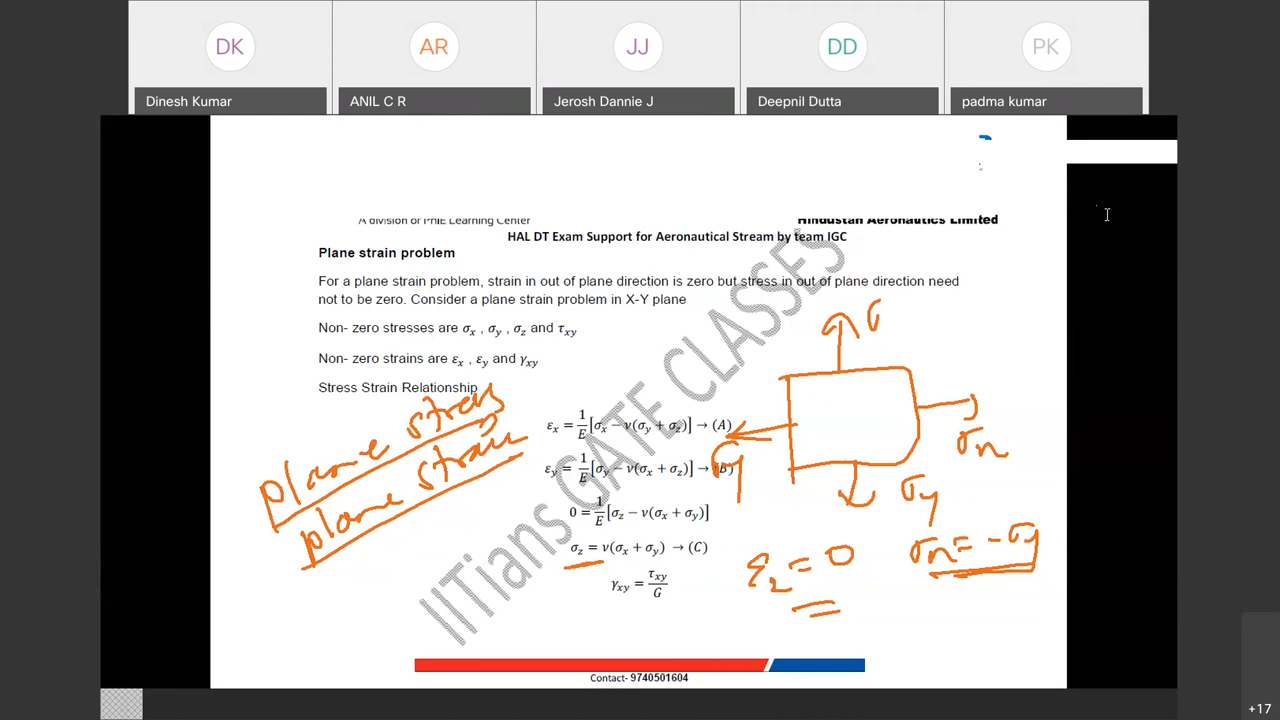 DK AR JJ DD PK
Dinesh Kumar ANIL C R Jerosh Dannie J Deepnil Dutta padma kumar
A division of PhIE Learning Center Hindustan Aeronautics Limited
HAL DT Exam Support for Aeronautical Stream by team IGC
Plane strain problem
For a plane strain problem, strain in out of plane direction is zero but stress in out of plane direction need
not to be zero. Consider a plane strain problem in X-Y plane
Non- zero stresses are σx , σy , σz and τxy
Non- zero strains are εx , εy and γxy
Stress Strain Relationship
εx = 1/E [σx − ν(σy + σz)] → (A)
εy = 1/E [σy − ν(σx + σz)] → (B)
0 = 1/E [σz − ν(σx + σy)]
σz = ν(σx + σy) → (C)
γxy = τxy/G
plane stress
plane strain
σ
σn
σy
σy
εz = 0
σn = -σy
IITians GATE CLASSES
Contact- 9740501604
+17